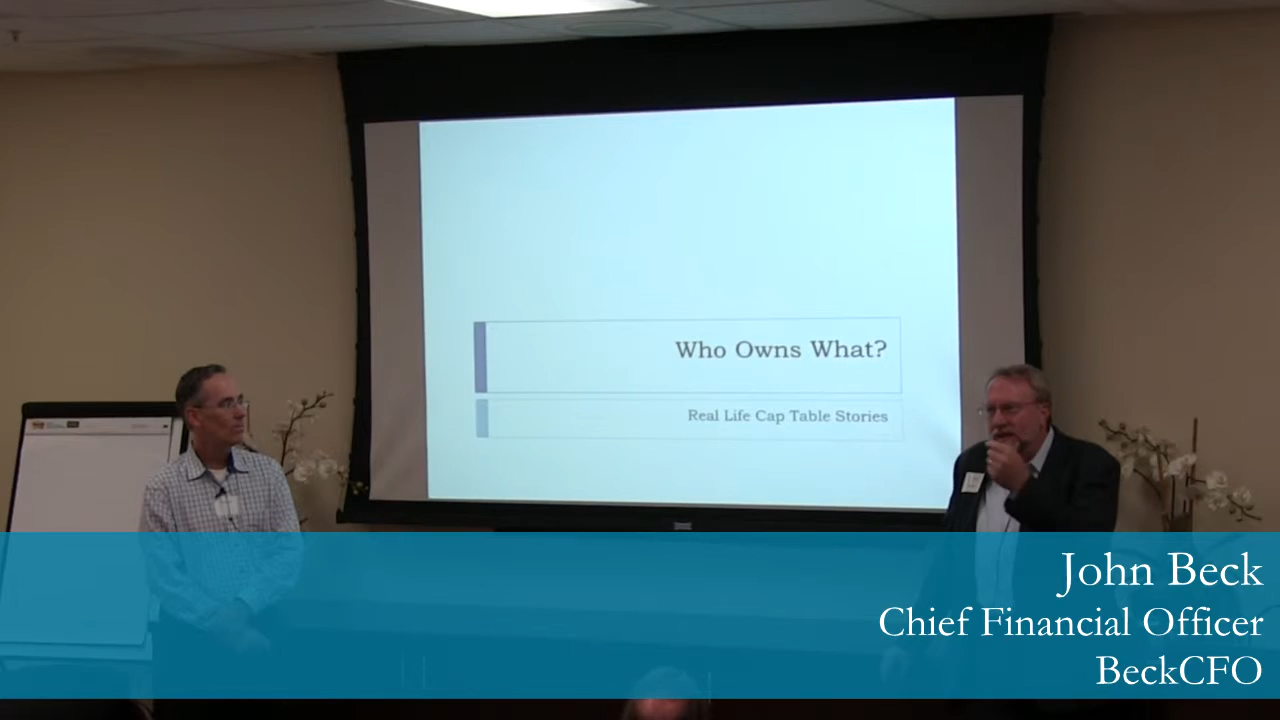 Who Owns What?
Real Life Cap Table Stories
John Beck
Chief Financial Officer
BeckCFO